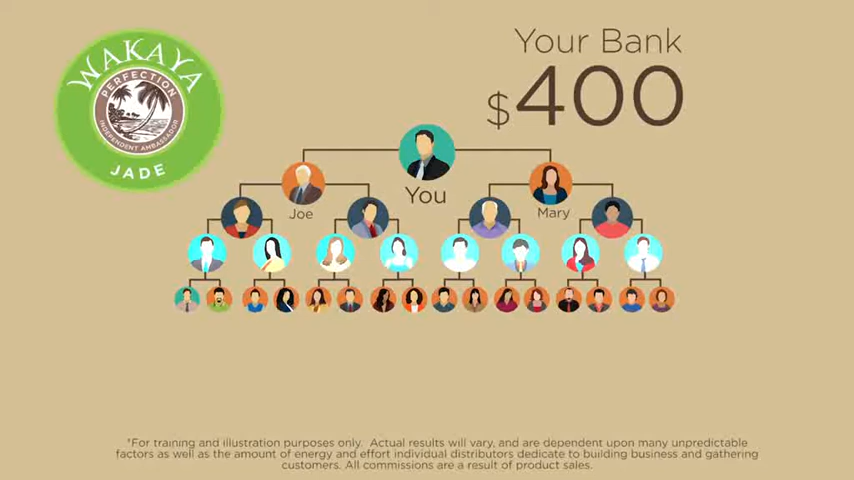 WAKAYA
PERFECTION
INDEPENDENT AMBASSADOR
JADE
Your Bank
$400
You
Joe
Mary
*For training and illustration purposes only. Actual results will vary, and are dependent upon many unpredictable
factors as well as the amount of energy and effort individual distributors dedicate to building business and gathering
customers. All commissions are a result of product sales.